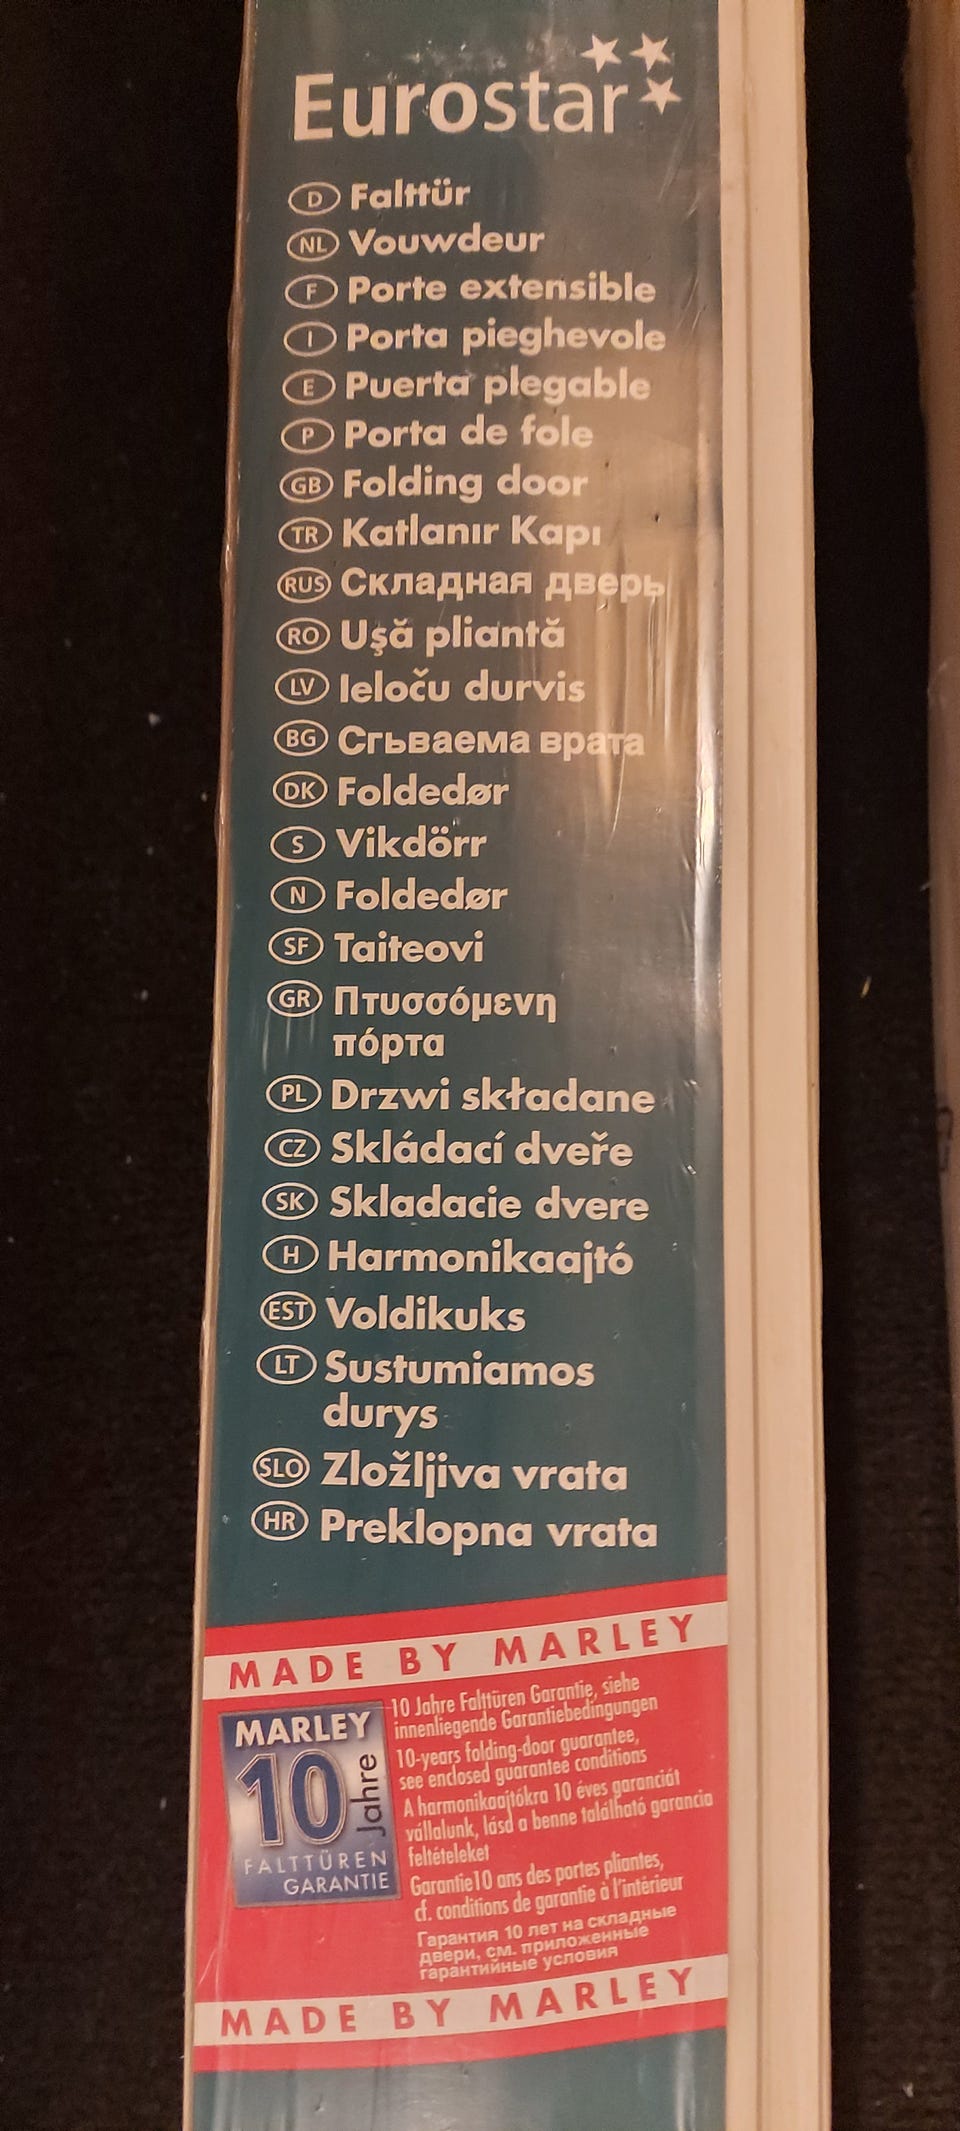 Eurostar
D Falttür
NL Vouwdeur
F Porte extensible
I Porta pieghevole
E Puerta plegable
P Porta de fole
GB Folding door
TR Katlanır Kapı
RUS Складная дверь
RO Uşă pliantă
LV Ieloču durvis
BG Сгьваема врата
DK Foldedør
S Vikdörr
N Foldedør
SF Taiteovi
GR Πτυσσόμενη
πόρτα
PL Drzwi składane
CZ Skládací dveře
SK Skladacie dvere
H Harmonikaajtó
EST Voldikuks
LT Sustumiamos
durys
SLO Zložljiva vrata
HR Preklopna vrata
MADE BY MARLEY
MARLEY
10 Jahre
FALTTÜREN
GARANTIE
10 Jahre Falttüren Garantie, siehe
innenliegende Garantiebedingungen
10-years folding-door guarantee,
see enclosed guarantee conditions
A harmonikaajtókra 10 éves garanciát
vállalunk, lásd a benne található garancia
feltételeket
Garantie10 ans des portes pliantes,
cf. conditions de garantie à l'intérieur
Гарантия 10 лет на складные
двери, см. приложенные
гарантийные условия
MADE BY MARLEY